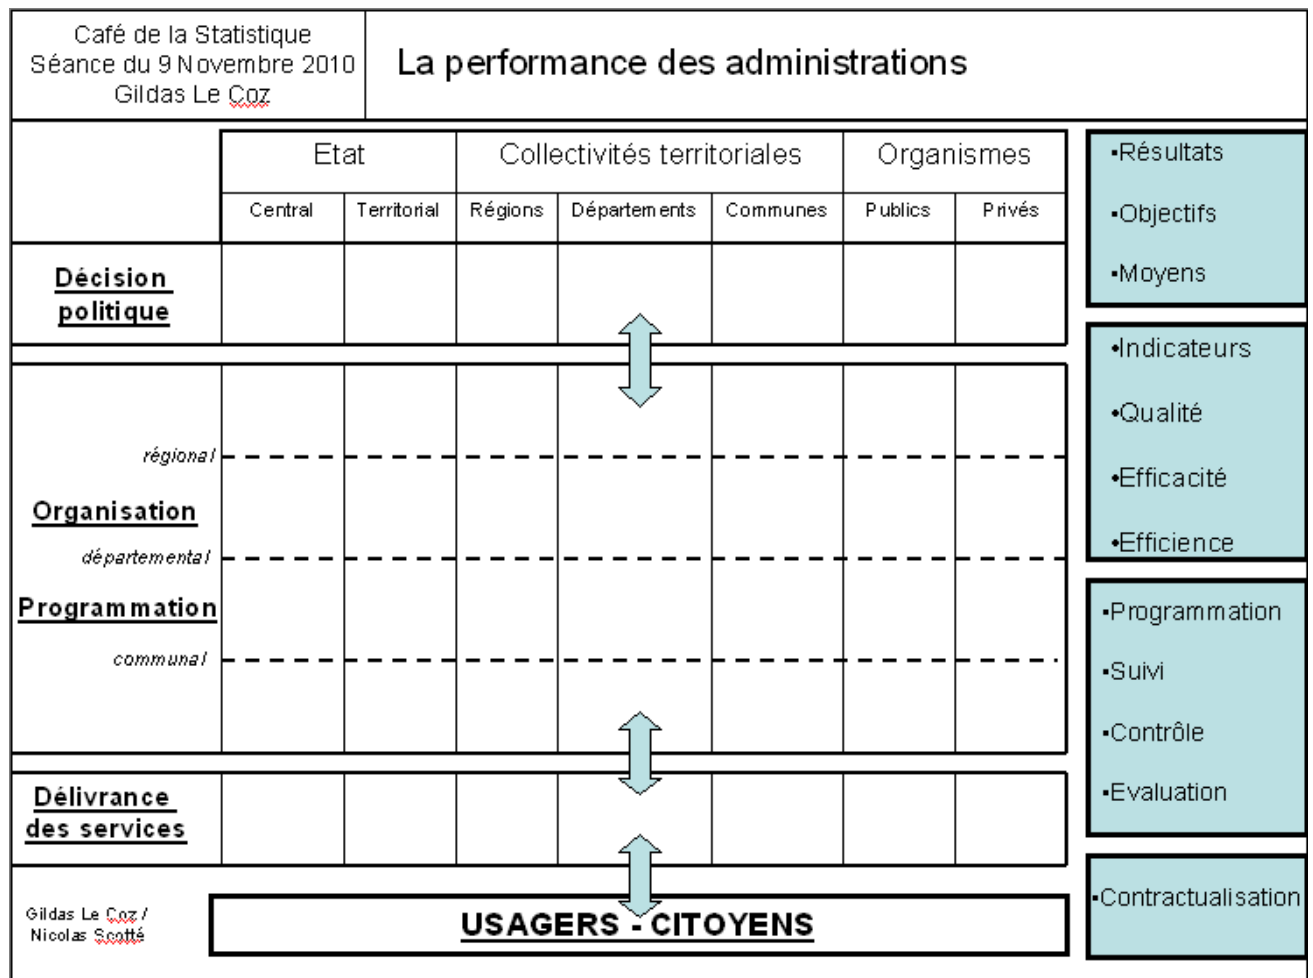 Café de la Statistique
Séance du 9 Novembre 2010
Gildas Le Coz
La performance des administrations
Etat
Collectivités territoriales
Organismes
Central
Territorial
Régions
Départements
Communes
Publics
Privés
Décision
politique
régional
Organisation
départemental
Programmation
communal
Délivrance
des services
Gildas Le Coz /
Nicolas Scotté
USAGERS - CITOYENS
▪Résultats
▪Objectifs
▪Moyens
•Indicateurs
•Qualité
•Efficacité
•Efficience
▪Programmation
▪Suivi
▪Contrôle
▪Evaluation
▪Contractualisation